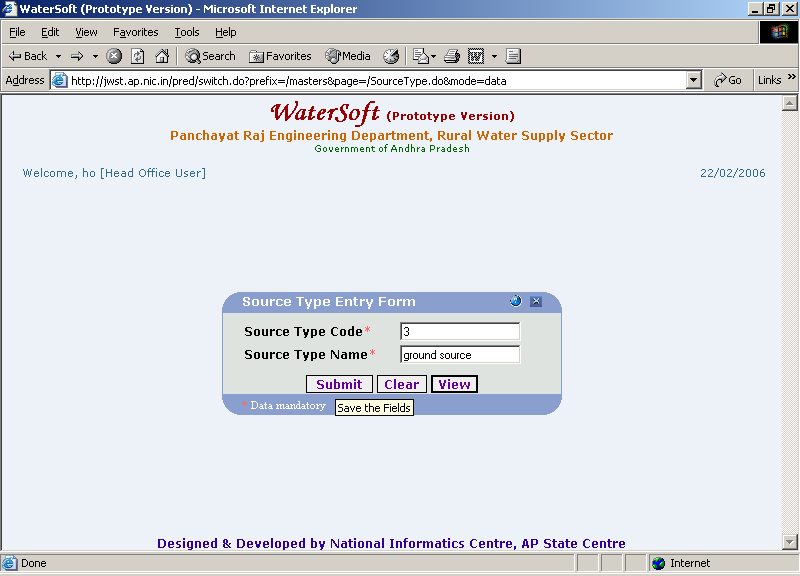 WaterSoft (Prototype Version) - Microsoft Internet Explorer
File Edit View Favorites Tools Help
Back Search Favorites Media
Address http://jwst.ap.nic.in/pred/switch.do?prefix=/masters&page=/SourceType.do&mode=data Go Links »
WaterSoft (Prototype Version)
Panchayat Raj Engineering Department, Rural Water Supply Sector
Government of Andhra Pradesh
Welcome, ho [Head Office User] 22/02/2006
Source Type Entry Form
Source Type Code* 3
Source Type Name* ground source
Submit Clear View
* Data mandatory
Save the Fields
Designed & Developed by National Informatics Centre, AP State Centre
Done Internet